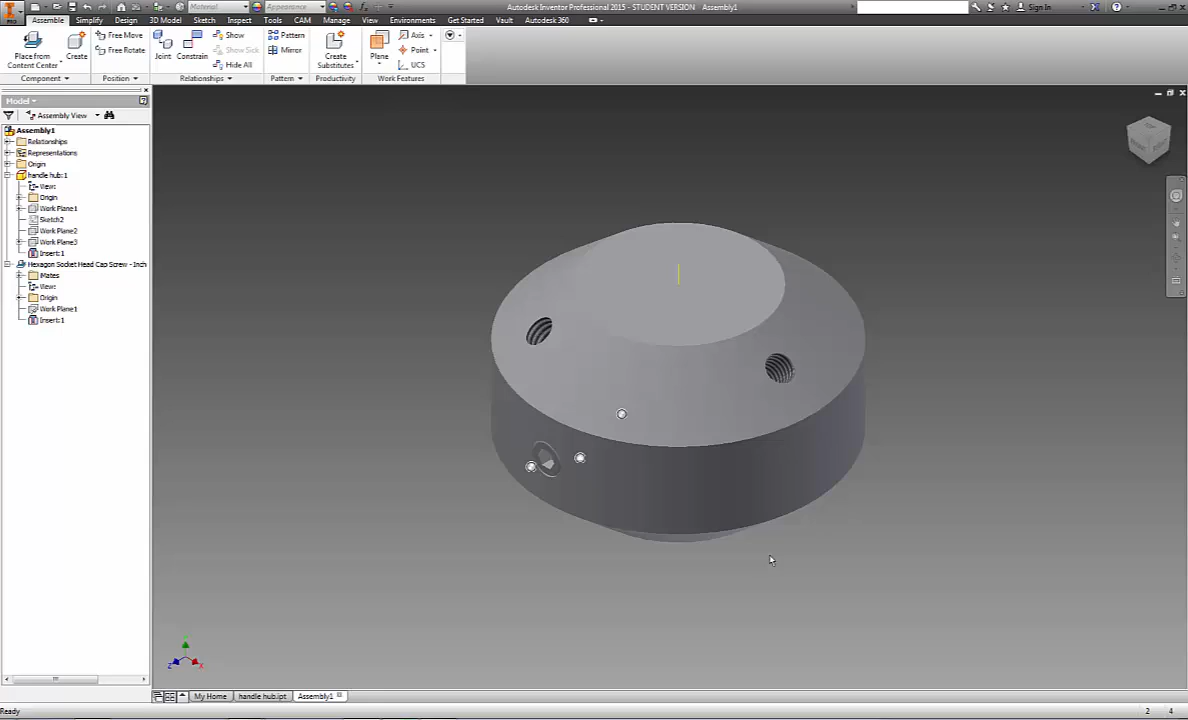 Autodesk Inventor Professional 2015 - STUDENT VERSION Assembly1
Material
Appearance
Sign In
PRO
Assemble Simplify Design 3D Model Sketch Inspect Tools CAM Manage View Environments Get Started Vault Autodesk 360
Place from Content Center
Create
Component
Free Move
Free Rotate
Position
Joint
Constrain
Show
Show Sick
Hide All
Relationships
Pattern
Mirror
Pattern
Create Substitutes
Productivity
Plane
Axis
Point
UCS
Work Features
Model
Assembly View
Assembly1
Relationships
Representations
Origin
handle hub:1
View:
Origin
Work Plane1
Sketch2
Work Plane2
Work Plane3
Insert:1
Hexagon Socket Head Cap Screw - Inch
iMates
View:
Origin
Work Plane1
Insert:1
Z X
My Home handle hub.ipt Assembly1
Ready 2 4